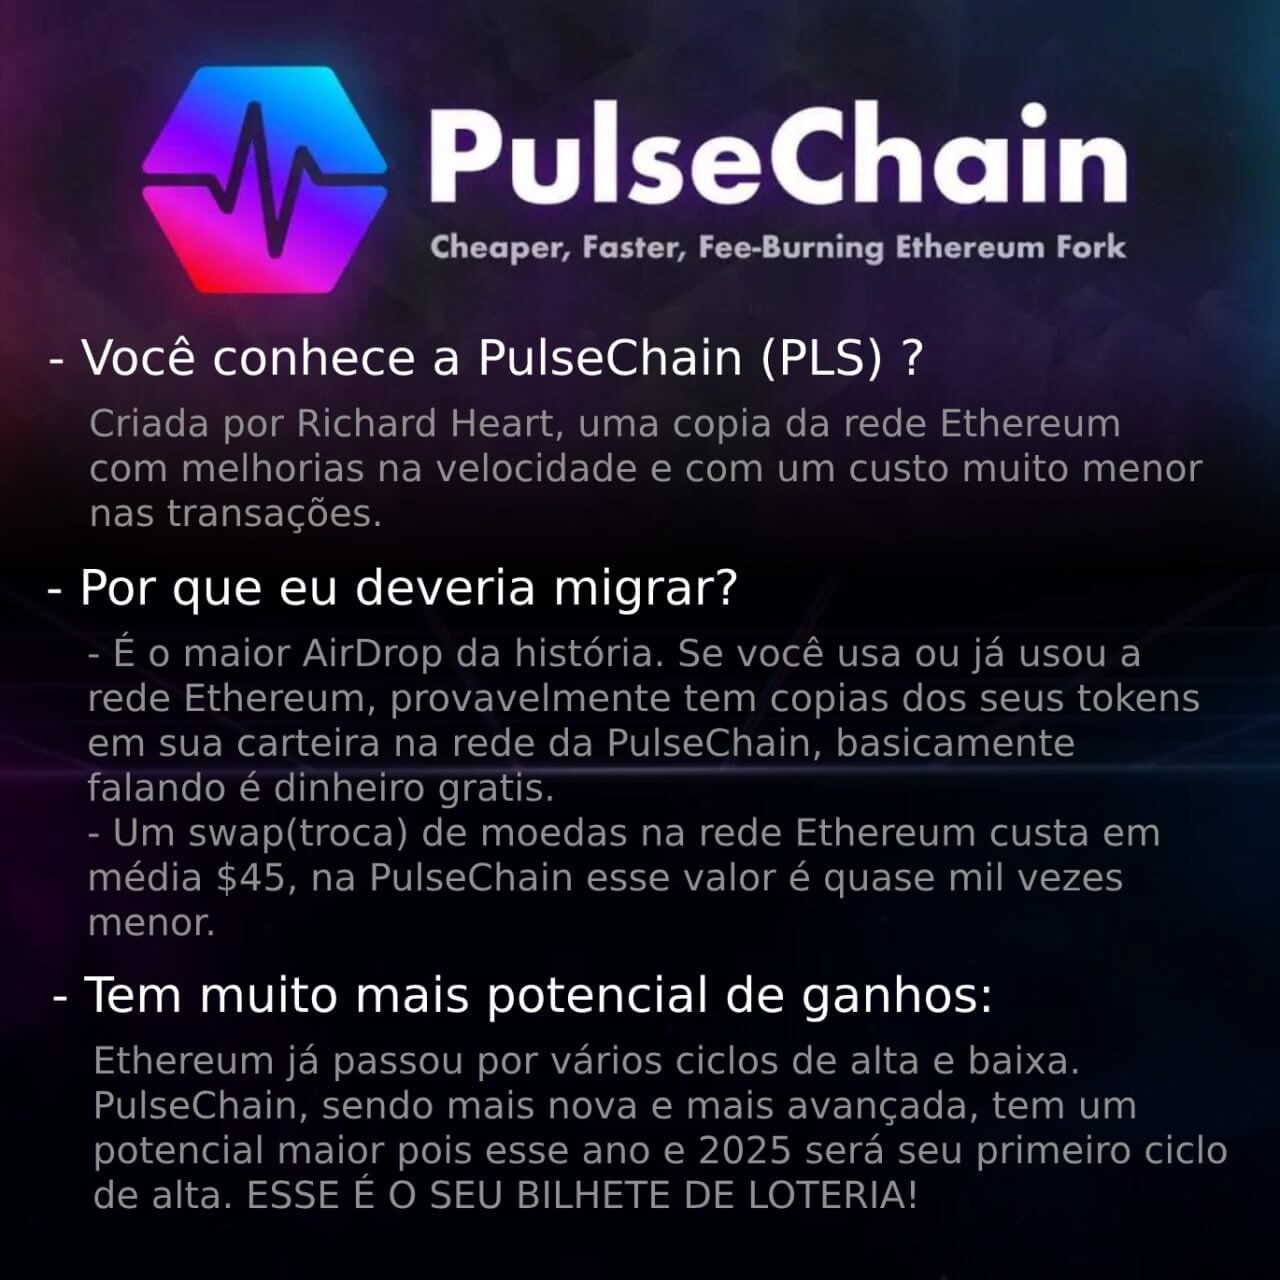 PulseChain
Cheaper, Faster, Fee-Burning Ethereum Fork
- Você conhece a PulseChain (PLS) ?
Criada por Richard Heart, uma copia da rede Ethereum
com melhorias na velocidade e com um custo muito menor
nas transações.
- Por que eu deveria migrar?
- É o maior AirDrop da história. Se você usa ou já usou a
rede Ethereum, provavelmente tem copias dos seus tokens
em sua carteira na rede da PulseChain, basicamente
falando é dinheiro gratis.
- Um swap(troca) de moedas na rede Ethereum custa em
média $45, na PulseChain esse valor é quase mil vezes
menor.
- Tem muito mais potencial de ganhos:
Ethereum já passou por vários ciclos de alta e baixa.
PulseChain, sendo mais nova e mais avançada, tem um
potencial maior pois esse ano e 2025 será seu primeiro ciclo
de alta. ESSE É O SEU BILHETE DE LOTERIA!